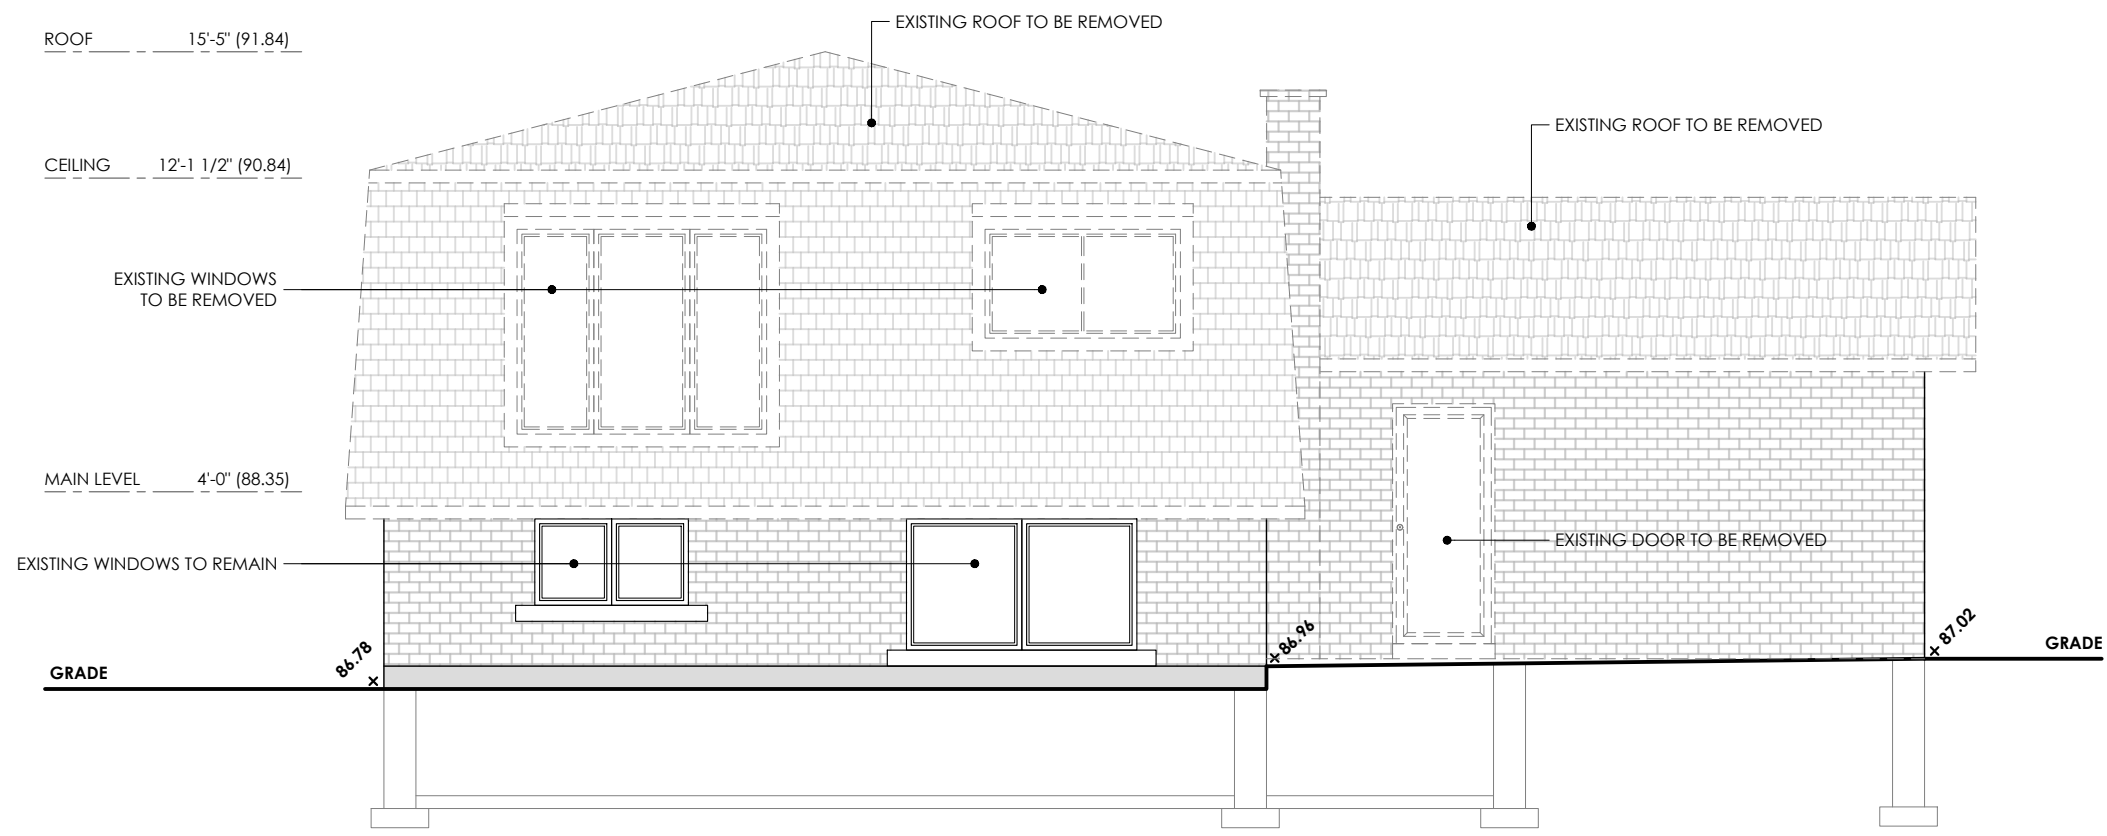 EXISTING ROOF TO BE REMOVED
ROOF 15'-5" (91.84)
EXISTING ROOF TO BE REMOVED
CEILING 12'-1 1/2" (90.84)
EXISTING WINDOWS
TO BE REMOVED
MAIN LEVEL 4'-0" (88.35)
EXISTING DOOR TO BE REMOVED
EXISTING WINDOWS TO REMAIN
86.78
86.96
87.02
GRADE
GRADE